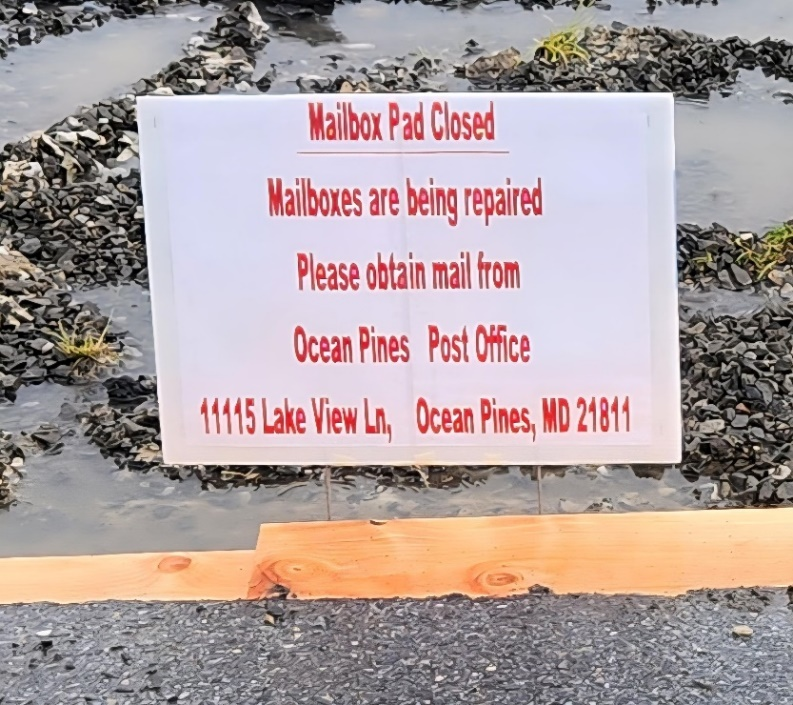 Mailbox Pad Closed
Mailboxes are being repaired
Please obtain mail from
Ocean Pines Post Office
11115 Lake View Ln, Ocean Pines, MD 21811